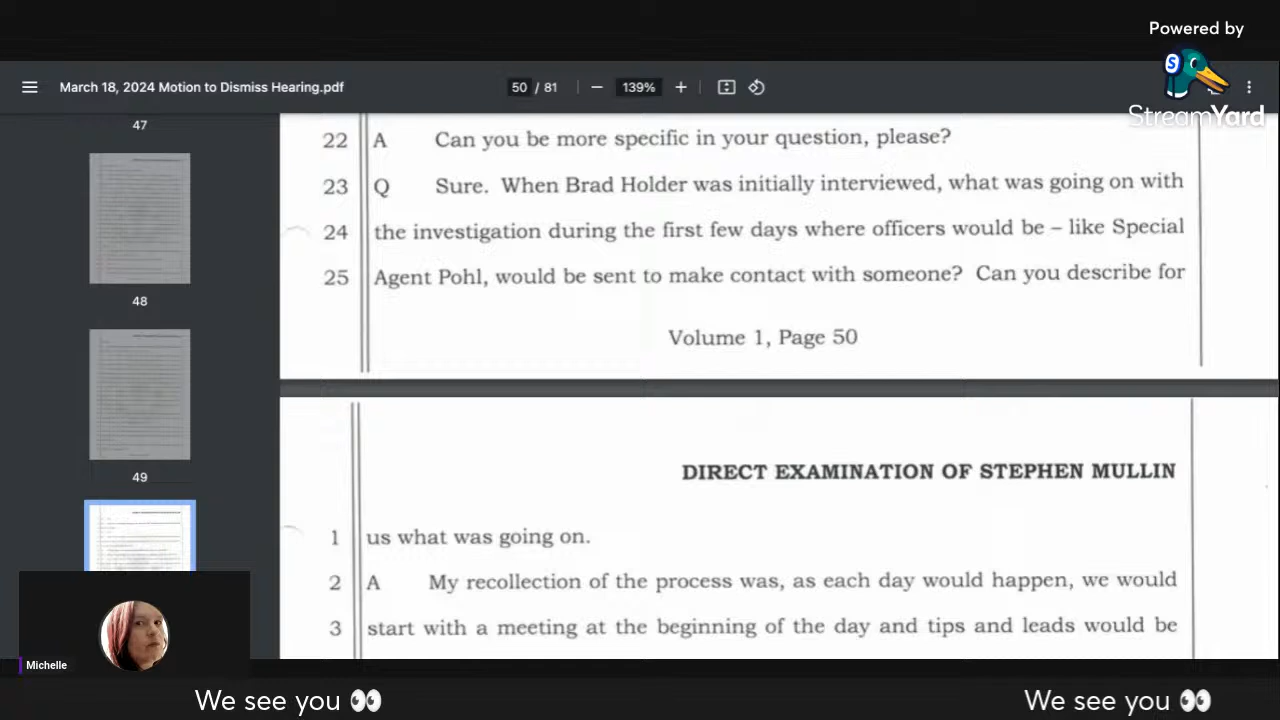 Powered by
StreamYard
March 18, 2024 Motion to Dismiss Hearing.pdf
50 / 81
139%
47
48
49
22 A Can you be more specific in your question, please?
23 Q Sure. When Brad Holder was initially interviewed, what was going on with
24 the investigation during the first few days where officers would be – like Special
25 Agent Pohl, would be sent to make contact with someone? Can you describe for
Volume 1, Page 50
DIRECT EXAMINATION OF STEPHEN MULLIN
1 us what was going on.
2 A My recollection of the process was, as each day would happen, we would
3 start with a meeting at the beginning of the day and tips and leads would be
Michelle
We see you 👀
We see you 👀